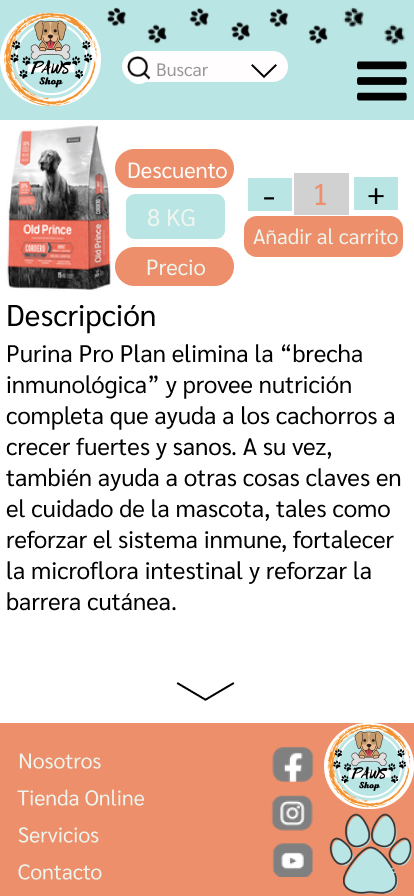 PAWS
Shop
Buscar
Old Prince
CORDERO
Old Prince
Descuento
8 KG
Precio
-
1
+
Añadir al carrito
Descripción
Purina Pro Plan elimina la “brecha
inmunológica” y provee nutrición
completa que ayuda a los cachorros a
crecer fuertes y sanos. A su vez,
también ayuda a otras cosas claves en
el cuidado de la mascota, tales como
reforzar el sistema inmune, fortalecer
la microflora intestinal y reforzar la
barrera cutánea.
Nosotros
Tienda Online
Servicios
Contacto
PAWS
Shop